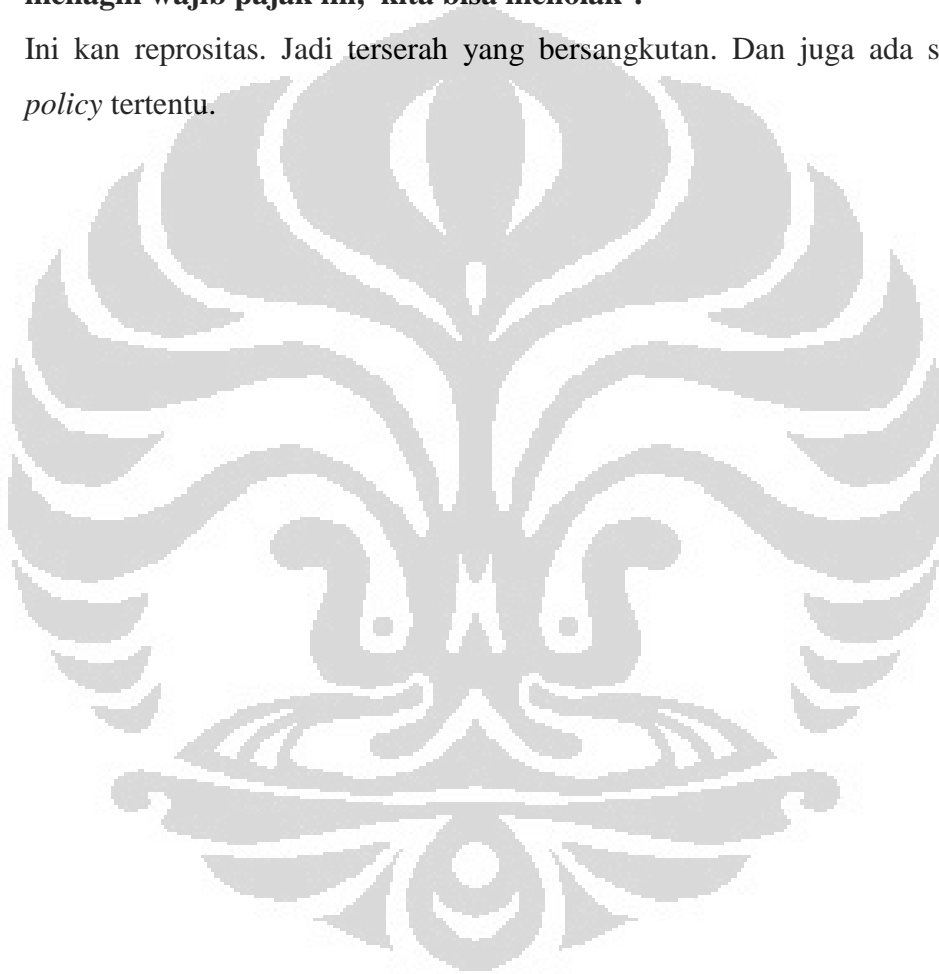 menagih wajib pajak ini, kita bisa menolak ?
Ini kan reprositas. Jadi terserah yang bersangkutan. Dan juga ada s
policy tertentu.